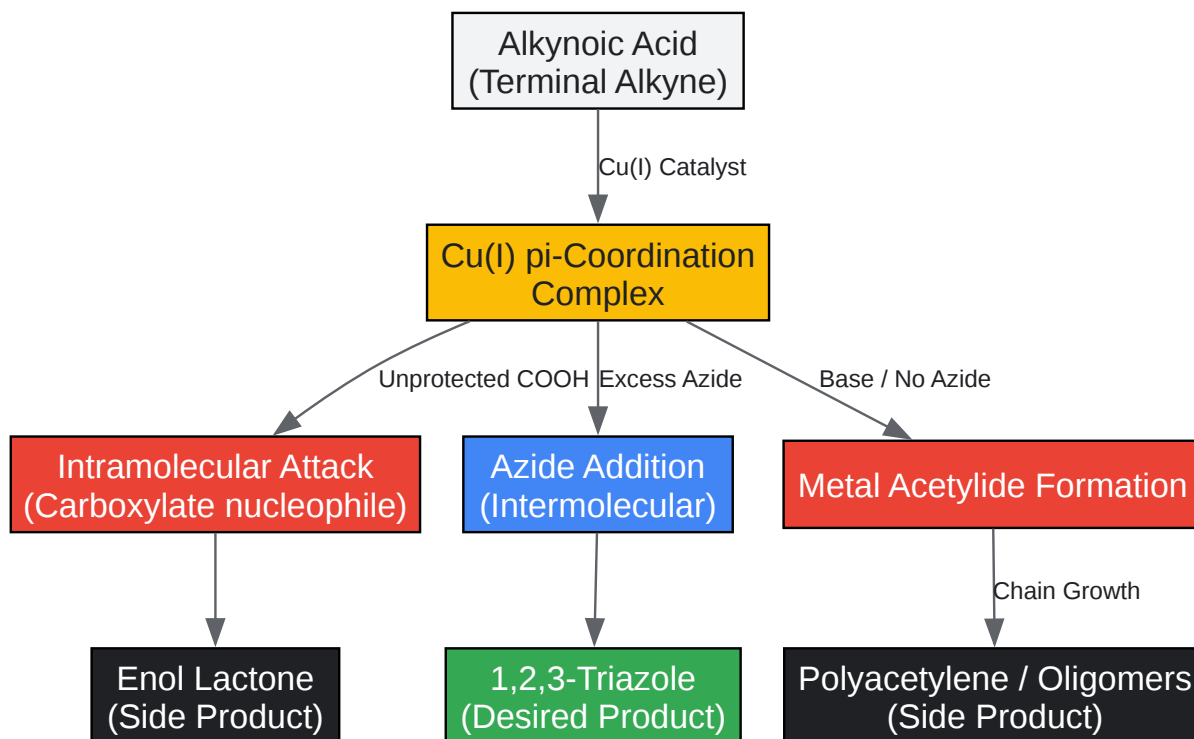 Alkynoic Acid
(Terminal Alkyne)
Cu(I) Catalyst
Cu(I) pi-Coordination
Complex
Unprotected COOH
Excess Azide
Base / No Azide
Intramolecular Attack
(Carboxylate nucleophile)
Azide Addition
(Intermolecular)
Metal Acetylide Formation
Chain Growth
Enol Lactone
(Side Product)
1,2,3-Triazole
(Desired Product)
Polyacetylene / Oligomers
(Side Product)